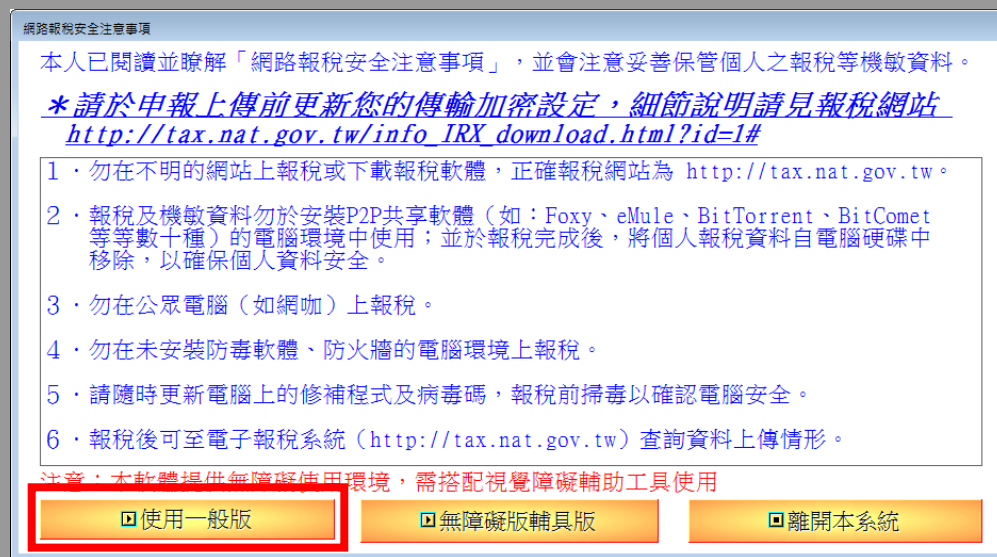 網路報稅安全注意事項
本人已閱讀並瞭解「網路報稅安全注意事項」，並會注意妥善保管個人之報稅等機敏資料。
＊請於申報上傳前更新您的傳輸加密設定，細節說明請見報稅網站
http://tax.nat.gov.tw/info_IRX_download.html?id=1#
1．勿在不明的網站上報稅或下載報稅軟體，正確報稅網站為 http://tax.nat.gov.tw。
2．報稅及機敏資料勿於安裝P2P共享軟體（如：Foxy、eMule、BitTorrent、BitComet
等等數十種）的電腦環境中使用；並於報稅完成後，將個人報稅資料自電腦硬碟中
移除，以確保個人資料安全。
3．勿在公眾電腦（如網咖）上報稅。
4．勿在未安裝防毒軟體、防火牆的電腦環境上報稅。
5．請隨時更新電腦上的修補程式及病毒碼，報稅前掃毒以確認電腦安全。
6．報稅後可至電子報稅系統（http://tax.nat.gov.tw）查詢資料上傳情形。
注意：本軟體提供無障礙使用環境，需搭配視覺障礙輔助工具使用
使用一般版
無障礙版輔具版
離開本系統